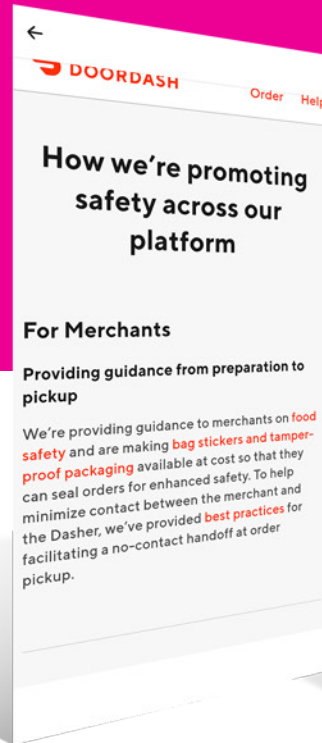 DOORDASH
Order Help
How we're promoting
safety across our
platform
For Merchants
Providing guidance from preparation to
pickup
We're providing guidance to merchants on food
safety and are making bag stickers and tamper-
proof packaging available at cost so that they
can seal orders for enhanced safety. To help
minimize contact between the merchant and
the Dasher, we've provided best practices for
facilitating a no-contact handoff at order
pickup.